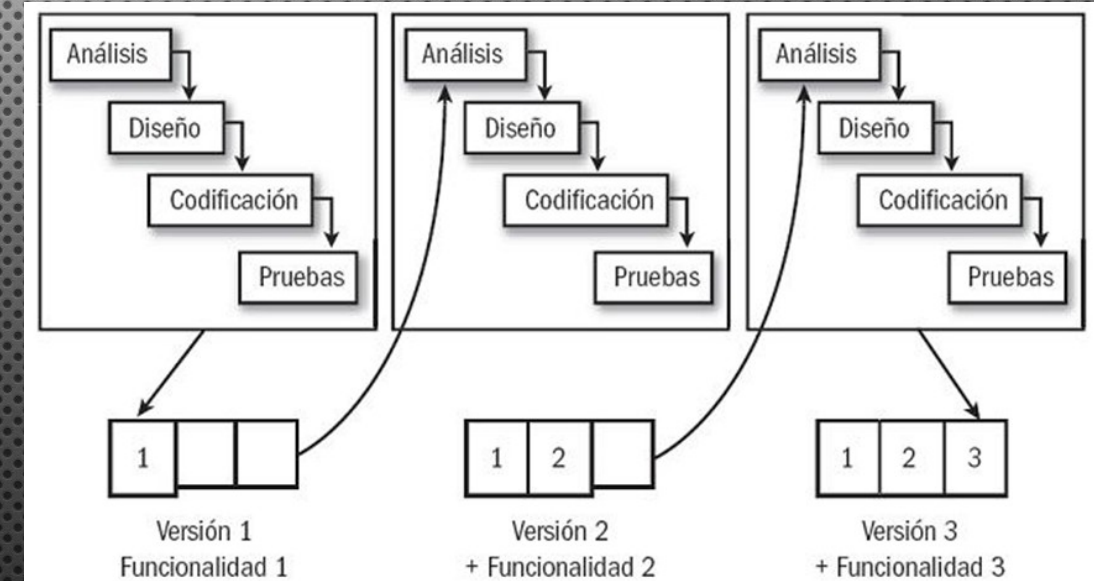 Análisis
Diseño
Codificación
Pruebas
Análisis
Diseño
Codificación
Pruebas
Análisis
Diseño
Codificación
Pruebas
1
Versión 1
Funcionalidad 1
1 2
Versión 2
+ Funcionalidad 2
1 2 3
Versión 3
+ Funcionalidad 3